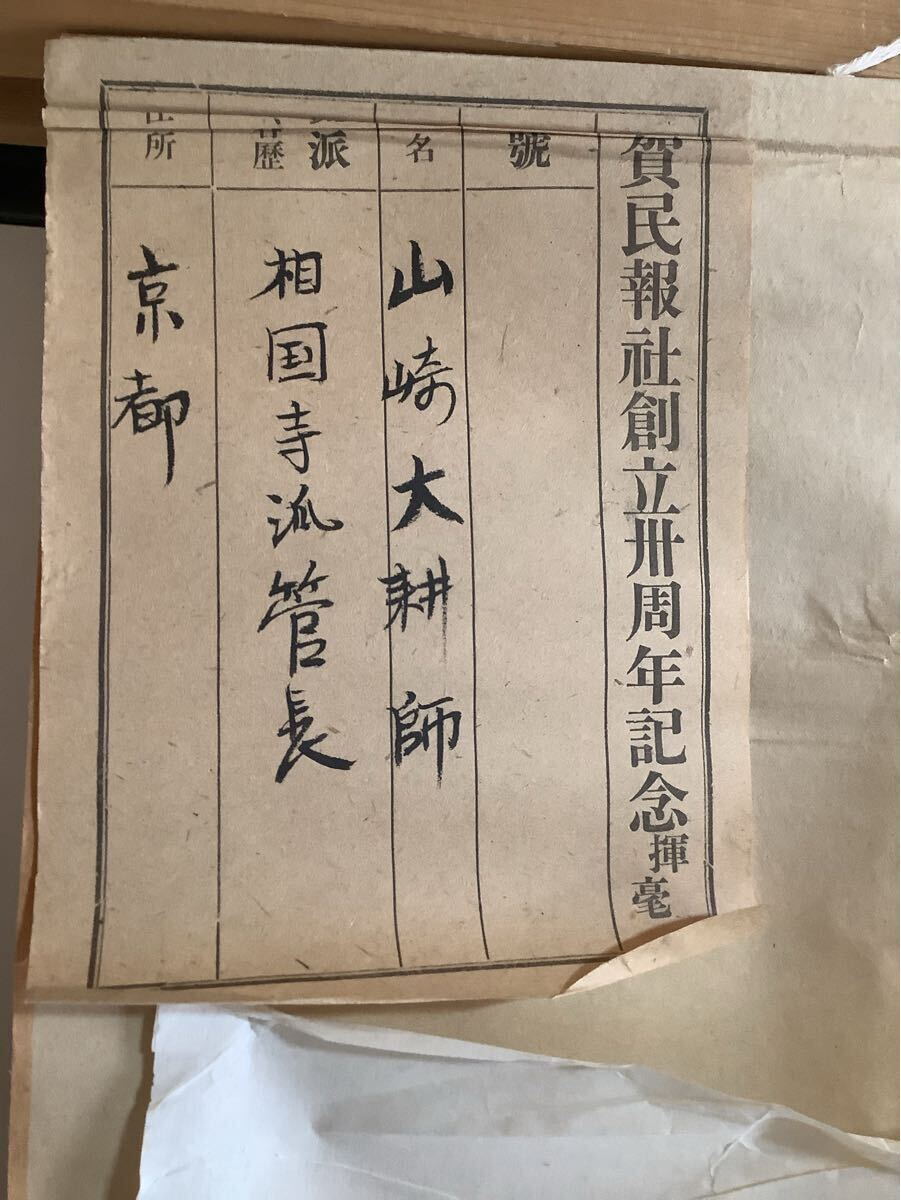 賀民報社創立卅周年記念揮毫
號
名
山崎大耕師
派
歴
相国寺派管長
所
京都